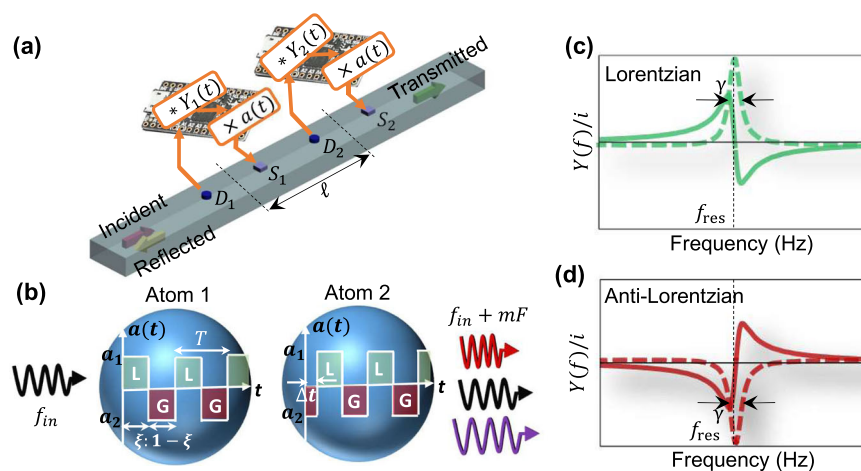 (a)
* Y₁(t)
× a(t)
* Y₂(t)
× a(t)
Transmitted
S₂
D₂
S₁
ℓ
D₁
Incident
Reflected
(b)
Atom 1
Atom 2
a(t)
a₁
T
L
L
t
G
G
a₂
ξ: 1 − ξ
f_in
a(t)
a₁
L
L
t
Δt
G
G
a₂
f_in + mF
(c)
Lorentzian
γ
Y(f)/i
f_res
Frequency (Hz)
(d)
Anti-Lorentzian
Y(f)/i
γ
f_res
Frequency (Hz)